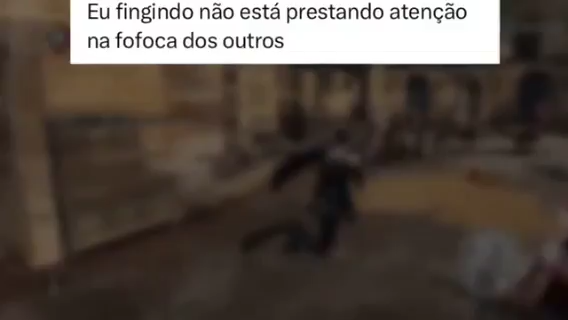 Eu fingindo não está prestando atenção
na fofoca dos outros